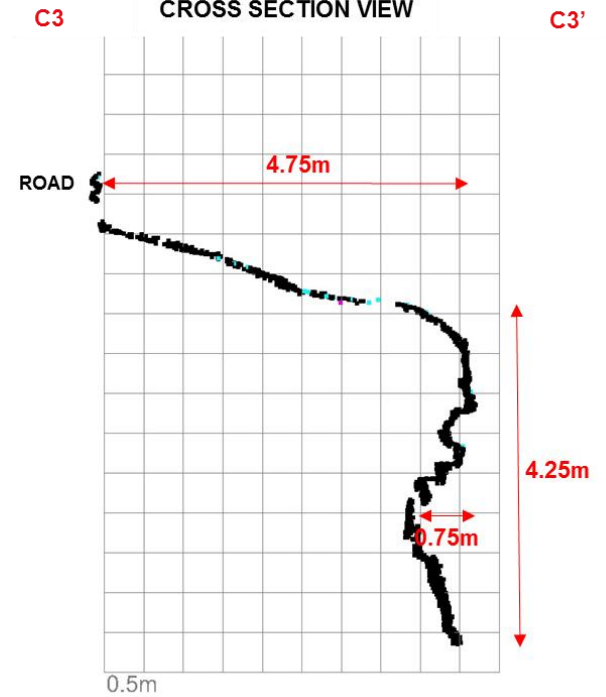 CROSS SECTION VIEW
C3
C3’
4.75m
ROAD
4.25m
0.75m
0.5m